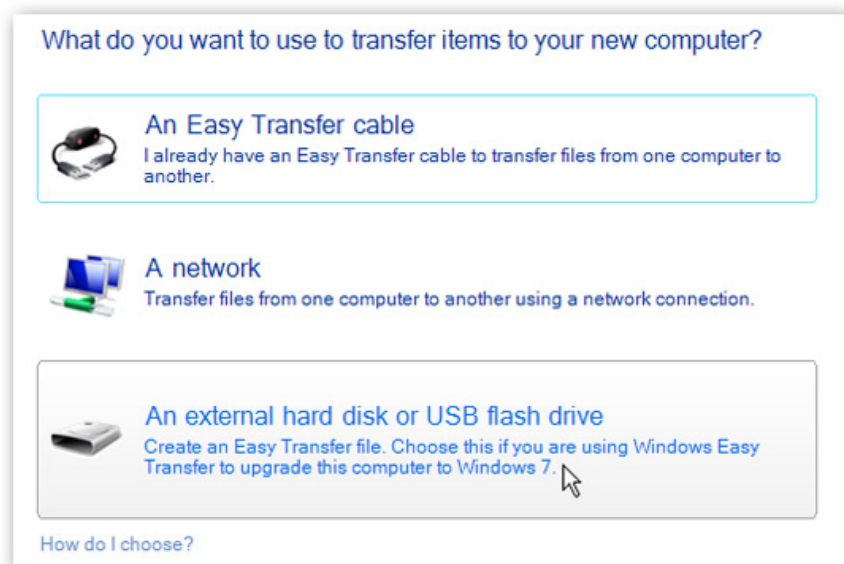 What do you want to use to transfer items to your new computer?
An Easy Transfer cable
I already have an Easy Transfer cable to transfer files from one computer to
another.
A network
Transfer files from one computer to another using a network connection.
An external hard disk or USB flash drive
Create an Easy Transfer file. Choose this if you are using Windows Easy
Transfer to upgrade this computer to Windows 7.
How do I choose?